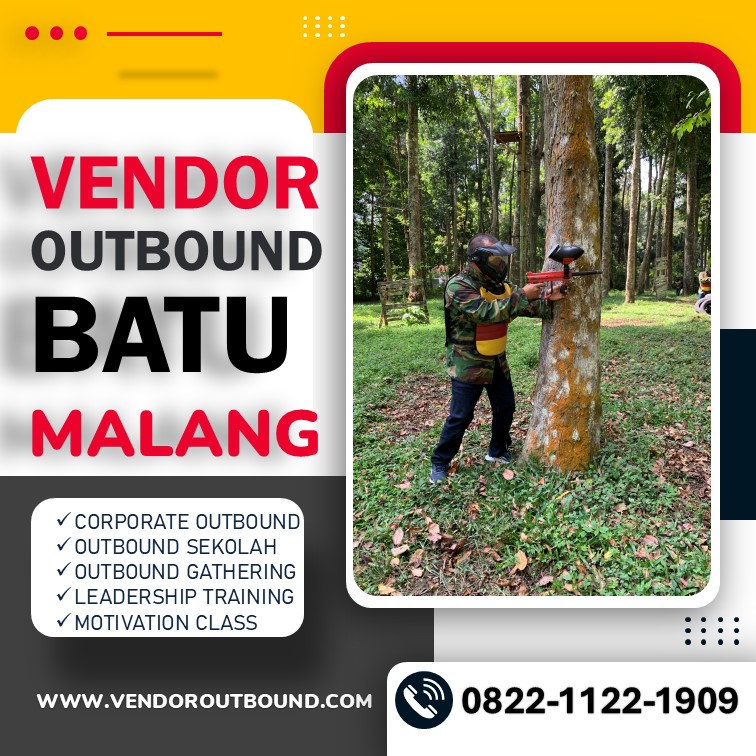 VENDOR
OUTBOUND
BATU
MALANG
✓CORPORATE OUTBOUND
✓OUTBOUND SEKOLAH
✓OUTBOUND GATHERING
✓LEADERSHIP TRAINING
✓MOTIVATION CLASS
WWW.VENDOROUTBOUND.COM
0822-1122-1909